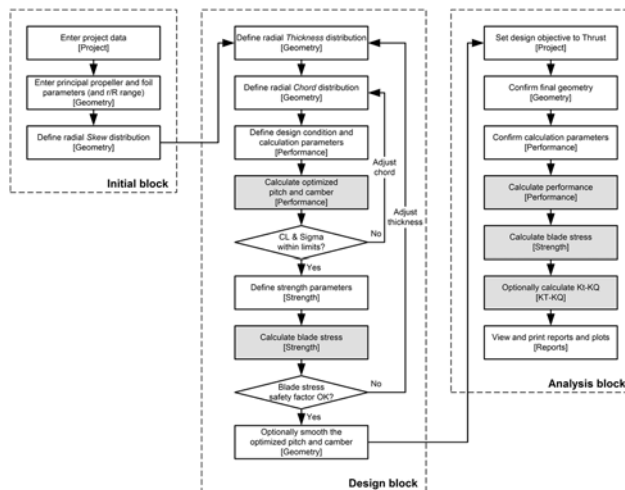 Enter project data
[Project]
Enter principal propeller and foil
parameters (and r/R range)
[Geometry]
Define radial Skew distribution
[Geometry]
Initial block
Define radial Thickness distribution
[Geometry]
Define radial Chord distribution
[Geometry]
Define design condition and
calculation parameters
[Performance]
Calculate optimized
pitch and camber
[Performance]
CL & Sigma
within limits?
No
Adjust
chord
Adjust
thickness
Yes
Define strength parameters
[Strength]
Calculate blade stress
[Strength]
Blade stress
safety factor OK?
No
Yes
Optionally smooth the
optimized pitch and camber
[Geometry]
Design block
Set design objective to Thrust
[Project]
Confirm final geometry
[Geometry]
Confirm calculation parameters
[Performance]
Calculate performance
[Performance]
Calculate blade stress
[Strength]
Optionally calculate Kt-KQ
[KT-KQ]
View and print reports and plots
[Reports]
Analysis block